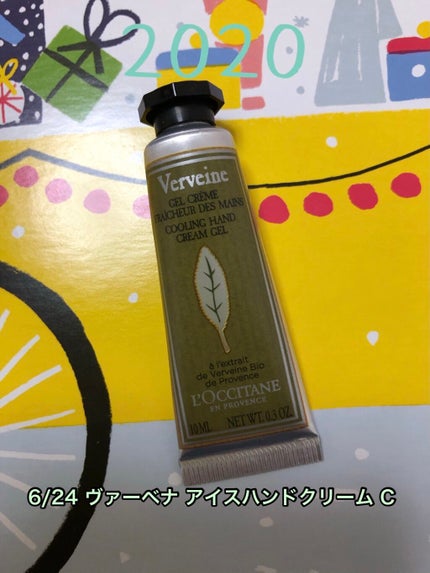 2020
Verveine
GEL CRÈME
FRAÎCHEUR DES MAINS
COOLING HAND
CREAM GEL
à l'extrait
de Verveine Bio
de Provence
L'OCCITANE
EN PROVENCE
10 ML NET WT. 0.3 OZ.
6/24 ヴァーベナ アイスハンドクリーム C